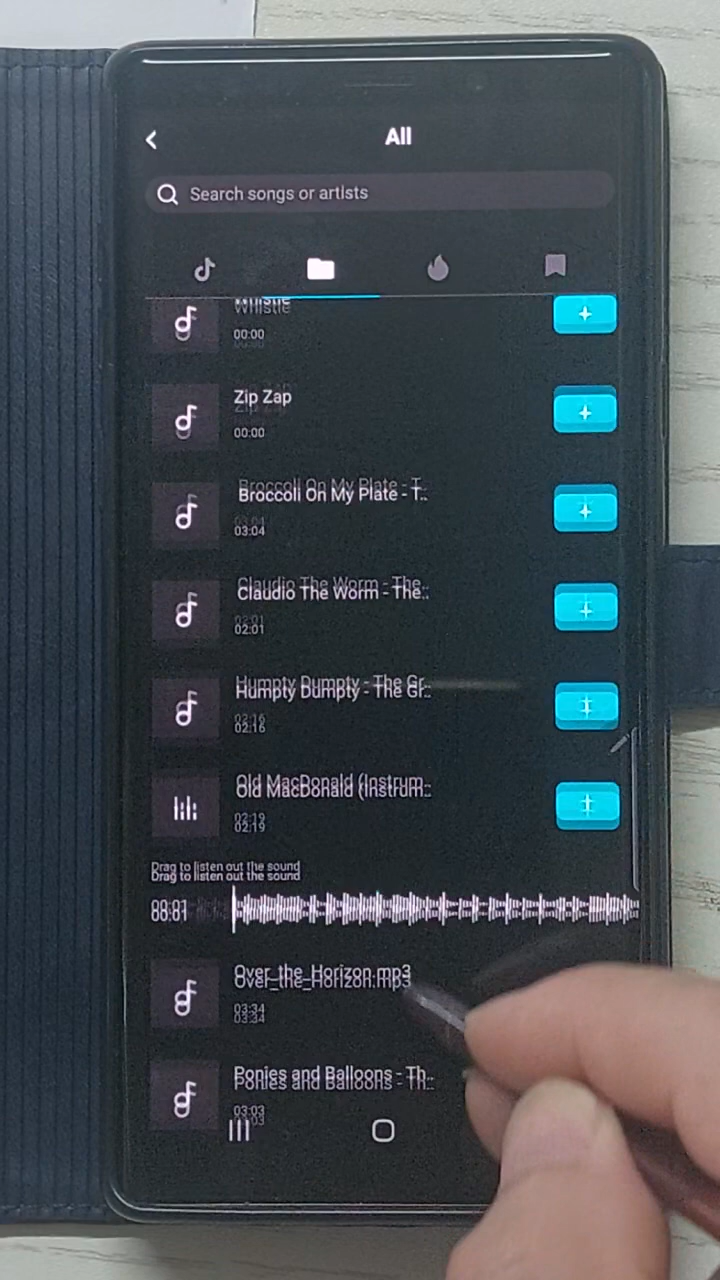 All
Search songs or artists
Whistle
00:00
Zip Zap
00:00
Broccoli On My Plate - T..
03:04
Claudio The Worm - The..
02:01
Humpty Dumpty - The Gr..
02:16
Old MacDonald (Instrum..
02:19
Drag to listen out the sound
Over_the_Horizon.mp3
03:34
Ponies and Balloons - Th..
03:03